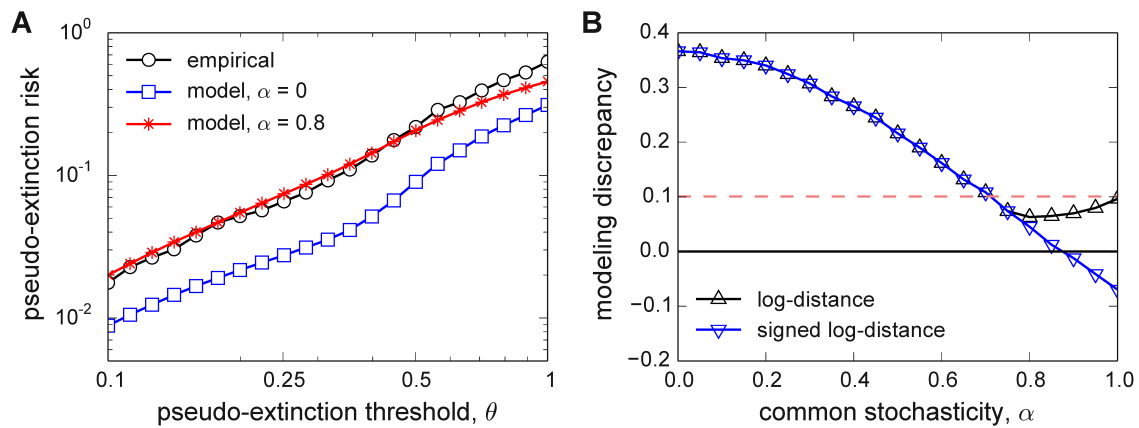 A
pseudo-extinction risk
10⁰
10⁻¹
10⁻²
empirical
model, α = 0
model, α = 0.8
0.1
0.25
0.5
1
pseudo-extinction threshold, θ
B
modeling discrepancy
0.4
0.3
0.2
0.1
0.0
−0.1
−0.2
log-distance
signed log-distance
0.0
0.2
0.4
0.6
0.8
1.0
common stochasticity, α